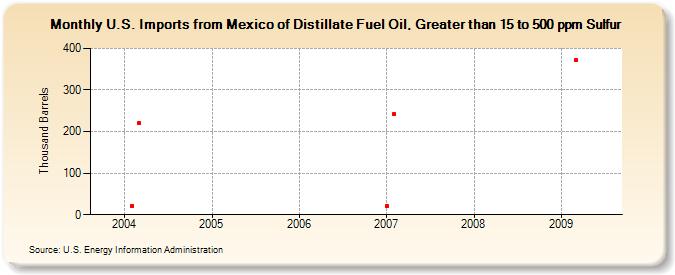 Monthly U.S. Imports from Mexico of Distillate Fuel Oil, Greater than 15 to 500 ppm Sulfur
Thousand Barrels
400
300
200
100
0
2004 2005 2006 2007 2008 2009
Source: U.S. Energy Information Administration